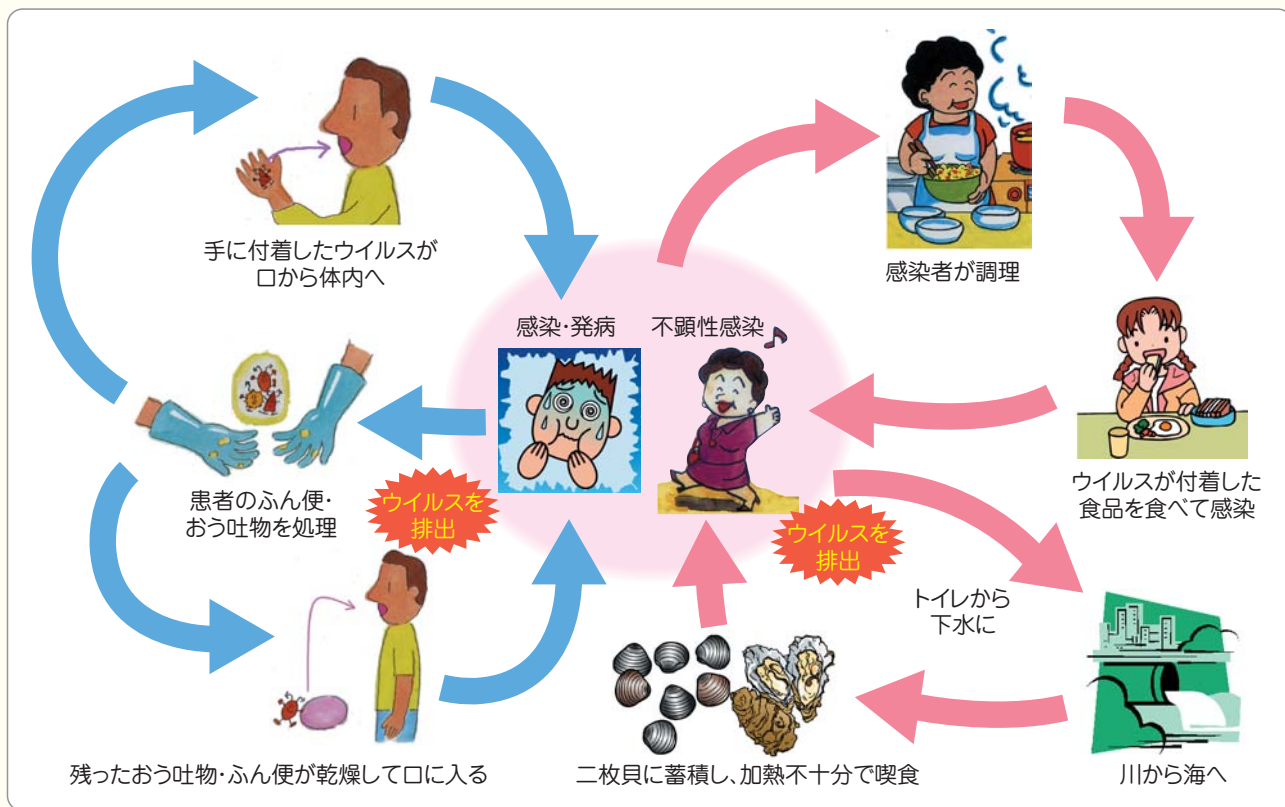 手に付着したウイルスが
口から体内へ
感染者が調理
感染・発病
不顕性感染
患者のふん便・
おう吐物を処理
ウイルスを
排出
ウイルスが付着した
食品を食べて感染
ウイルスを
排出
トイレから
下水に
残ったおう吐物・ふん便が乾燥して口に入る
二枚貝に蓄積し、加熱不十分で喫食
川から海へ